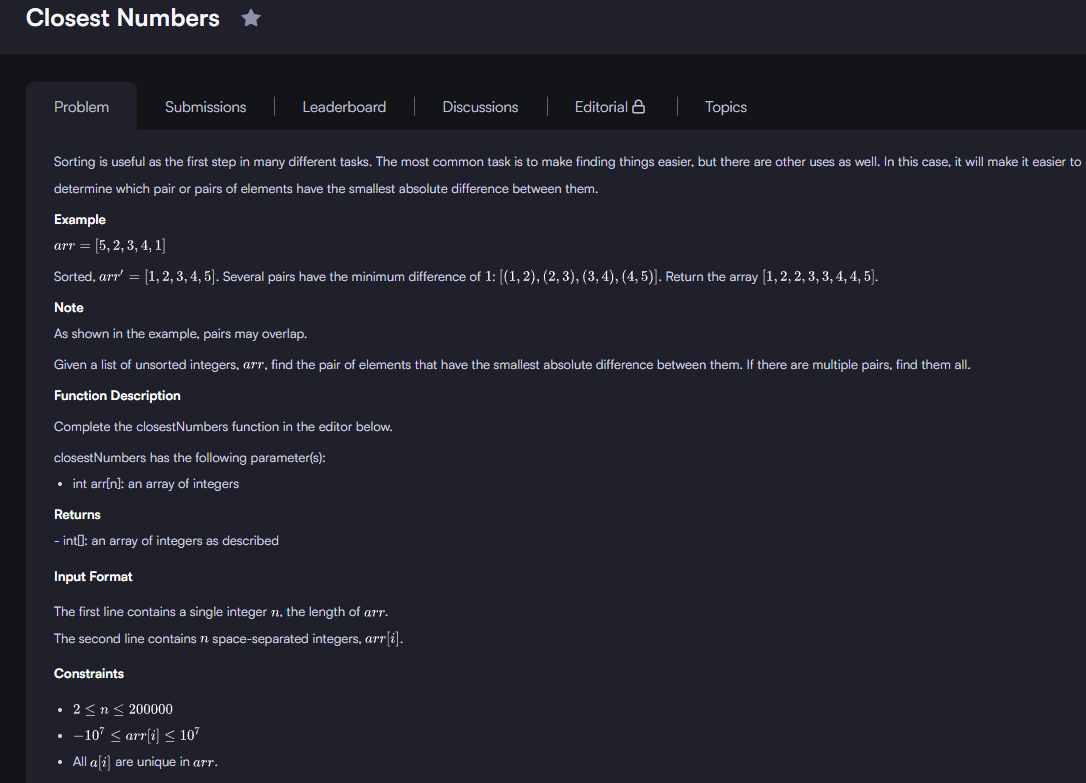 Closest Numbers
Problem
Submissions
Leaderboard
Discussions
Editorial
Topics
Sorting is useful as the first step in many different tasks. The most common task is to make finding things easier, but there are other uses as well. In this case, it will make it easier to
determine which pair or pairs of elements have the smallest absolute difference between them.
Example
arr = [5, 2, 3, 4, 1]
Sorted, arr′ = [1, 2, 3, 4, 5]. Several pairs have the minimum difference of 1: [(1, 2), (2, 3), (3, 4), (4, 5)]. Return the array [1, 2, 2, 3, 3, 4, 4, 5].
Note
As shown in the example, pairs may overlap.
Given a list of unsorted integers, arr, find the pair of elements that have the smallest absolute difference between them. If there are multiple pairs, find them all.
Function Description
Complete the closestNumbers function in the editor below.
closestNumbers has the following parameter(s):
• int arr[n]: an array of integers
Returns
- int[]: an array of integers as described
Input Format
The first line contains a single integer n, the length of arr.
The second line contains n space-separated integers, arr[i].
Constraints
• 2 ≤ n ≤ 200000
• −10⁷ ≤ arr[i] ≤ 10⁷
• All a[i] are unique in arr.